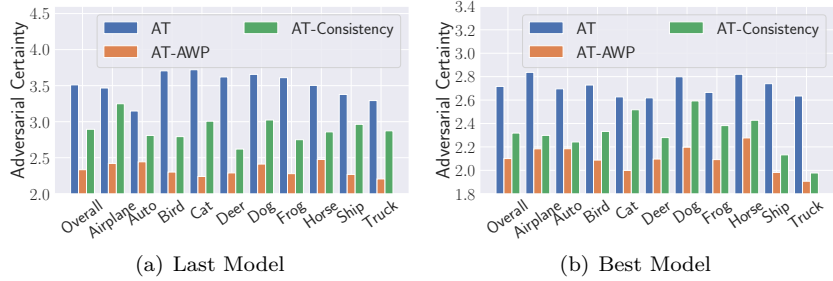 4.5
4.0
3.5
3.0
2.5
2.0
Adversarial Certainty
AT
AT-AWP
AT-Consistency
Overall
Airplane
Auto
Bird
Cat
Deer
Dog
Frog
Horse
Ship
Truck
(a) Last Model
3.4
3.2
3.0
2.8
2.6
2.4
2.2
2.0
1.8
Adversarial Certainty
AT
AT-AWP
AT-Consistency
Overall
Airplane
Auto
Bird
Cat
Deer
Dog
Frog
Horse
Ship
Truck
(b) Best Model